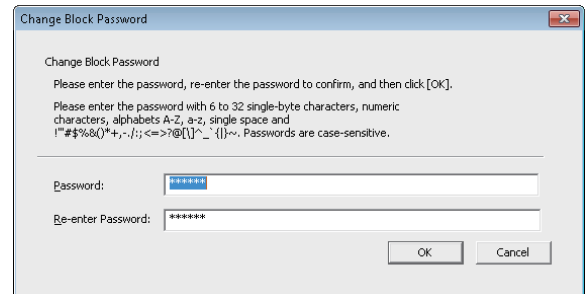 Change Block Password
Change Block Password
Please enter the password, re-enter the password to confirm, and then click [OK].
Please enter the password with 6 to 32 single-byte characters, numeric
characters, alphabets A-Z, a-z, single space and
!"'#$%&()*+,-./:;<=>?@[\]^_`{|}~. Passwords are case-sensitive.
Password: ******
Re-enter Password: ******
OK Cancel